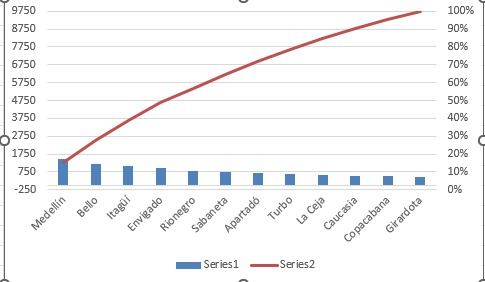 9750
8750
7750
6750
5750
4750
3750
2750
1750
750
-250
100%
90%
80%
70%
60%
50%
40%
30%
20%
10%
0%
Medellín
Bello
Itagüí
Envigado
Rionegro
Sabaneta
Apartadó
Turbo
La Ceja
Caucasia
Copacabana
Girardota
Series1 Series2